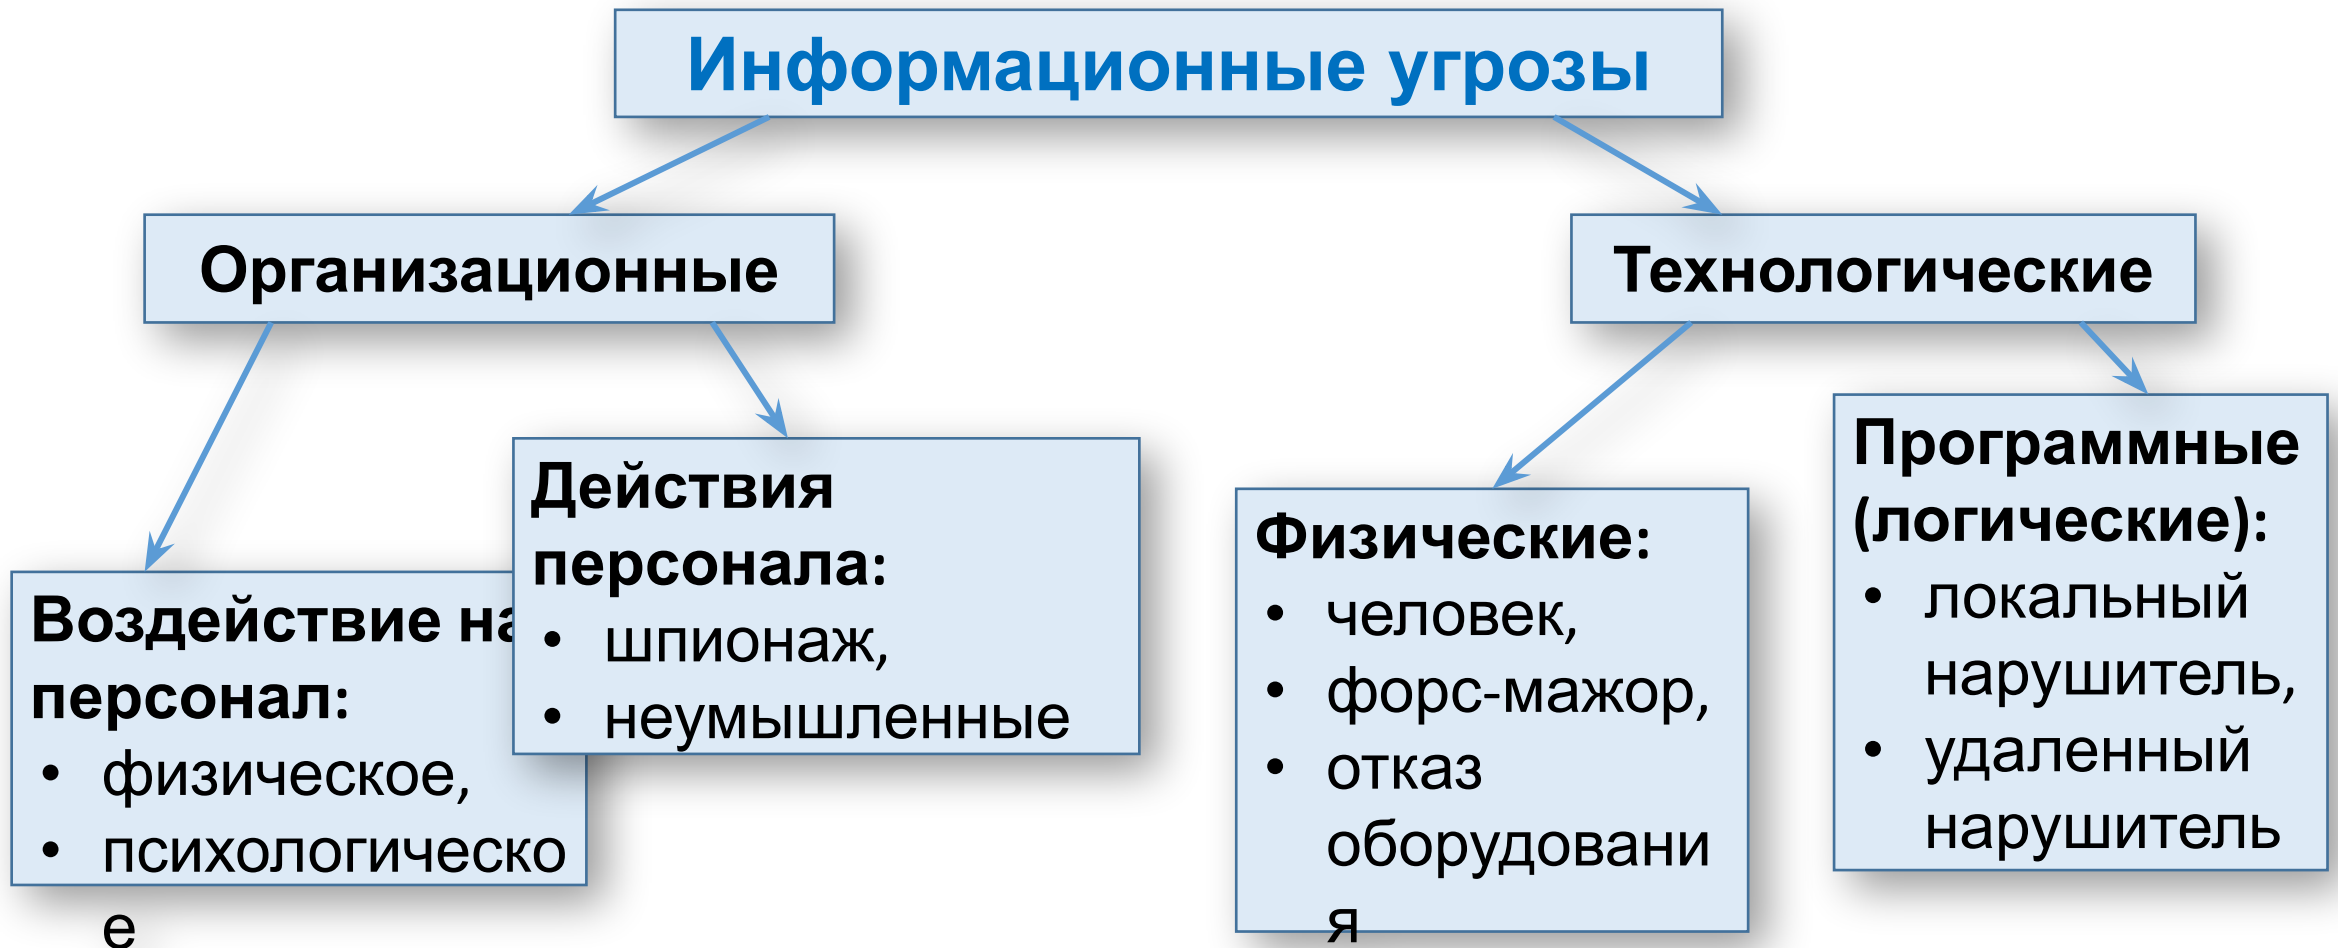 Информационные угрозы
Организационные
Технологические
Воздействие на
персонал:
• физическое,
• психологическо
е
Действия
персонала:
• шпионаж,
• неумышленные
Физические:
• человек,
• форс-мажор,
• отказ
оборудовани
я
Программные
(логические):
• локальный
нарушитель,
• удаленный
нарушитель